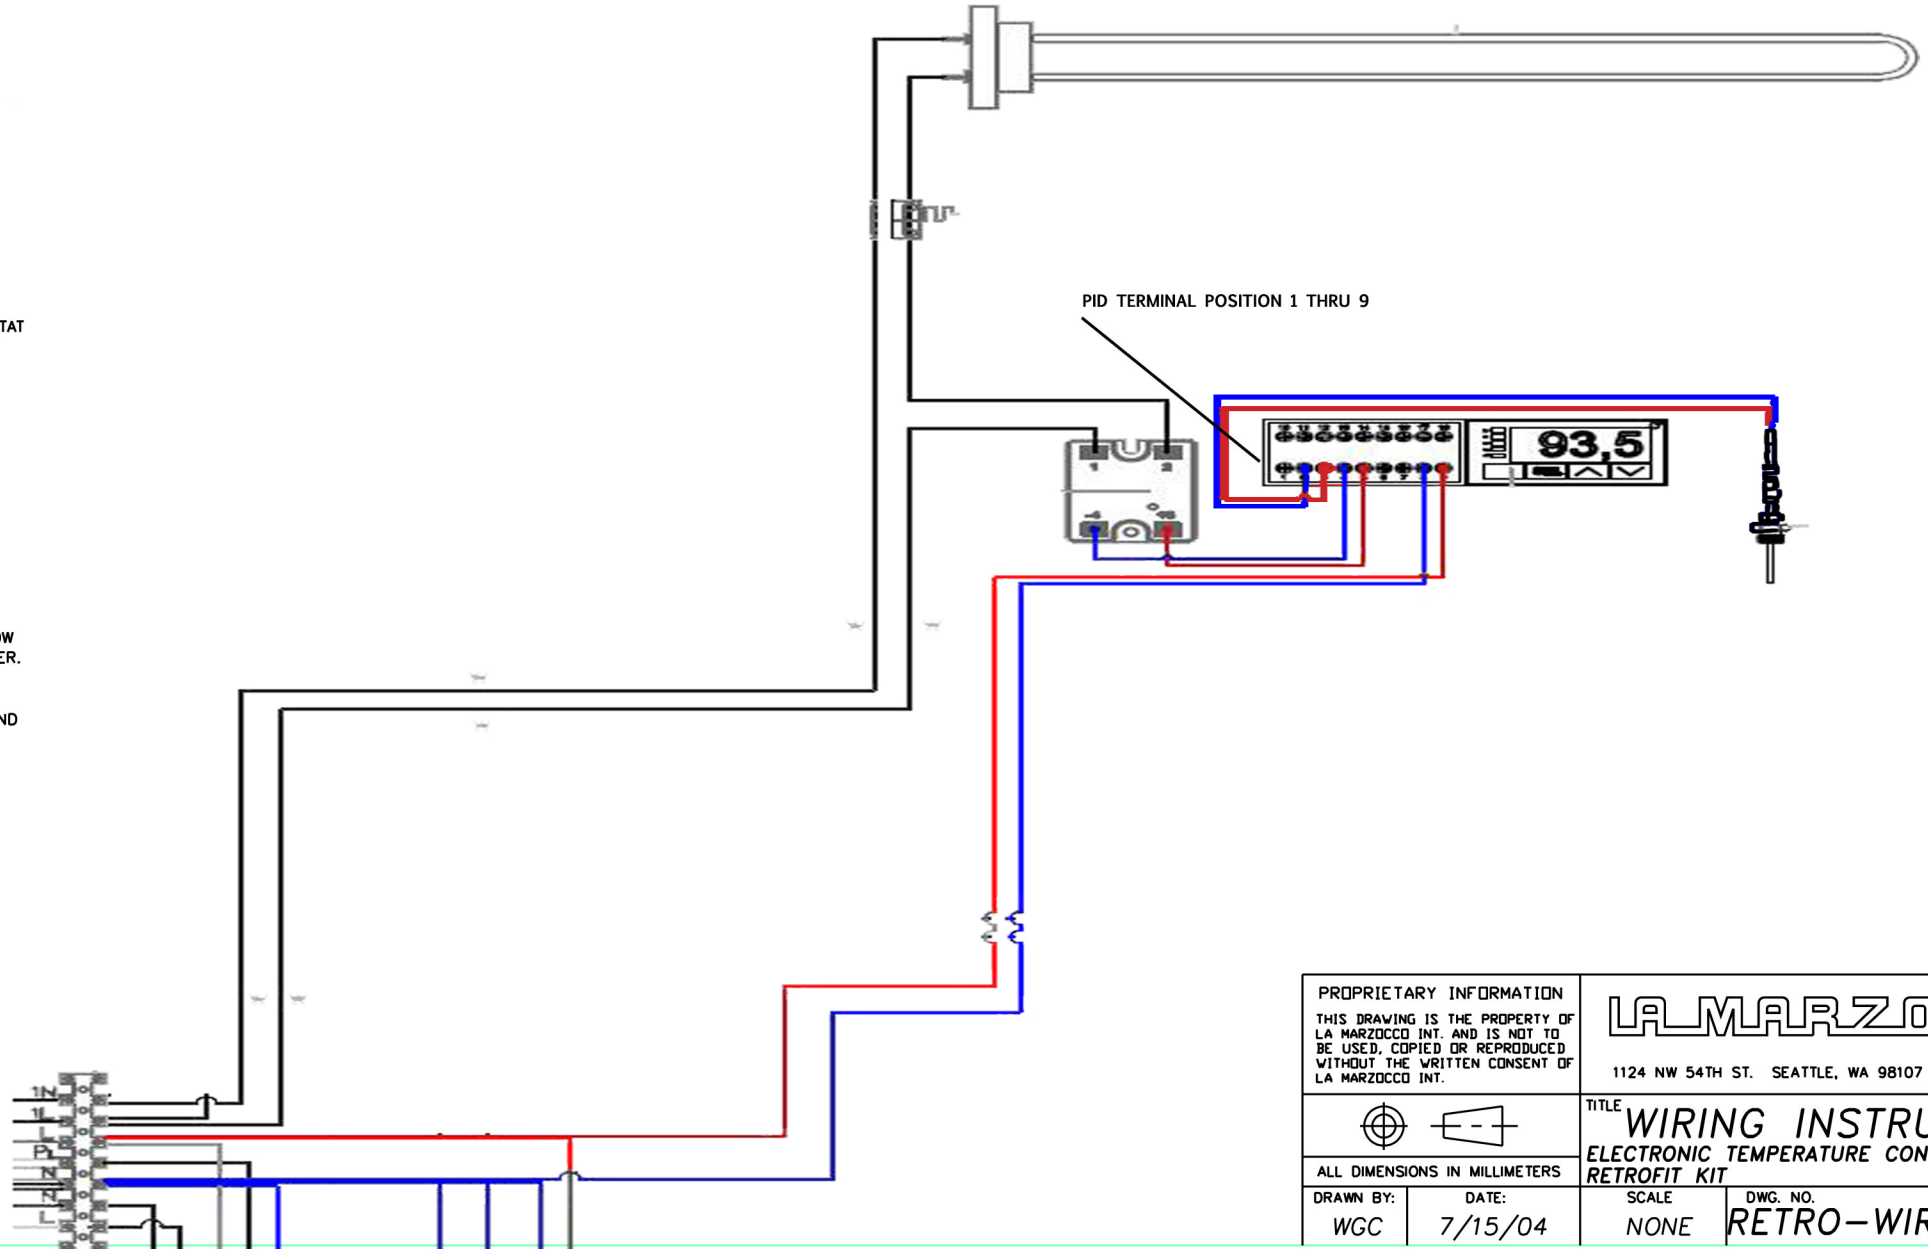 TAT
PID TERMINAL POSITION 1 THRU 9
93,5
1
2
OW
ER.
ND
1N
1L
L
PL
N
N
L
PROPRIETARY INFORMATION
THIS DRAWING IS THE PROPERTY OF
LA MARZOCCO INT. AND IS NOT TO
BE USED, COPIED OR REPRODUCED
WITHOUT THE WRITTEN CONSENT OF
LA MARZOCCO INT.
ALL DIMENSIONS IN MILLIMETERS
DRAWN BY:
WGC
DATE:
7/15/04
LA MARZO
1124 NW 54TH ST. SEATTLE, WA 98107
TITLE
WIRING INSTRU
ELECTRONIC TEMPERATURE CON
RETROFIT KIT
SCALE
NONE
DWG. NO.
RETRO-WIR